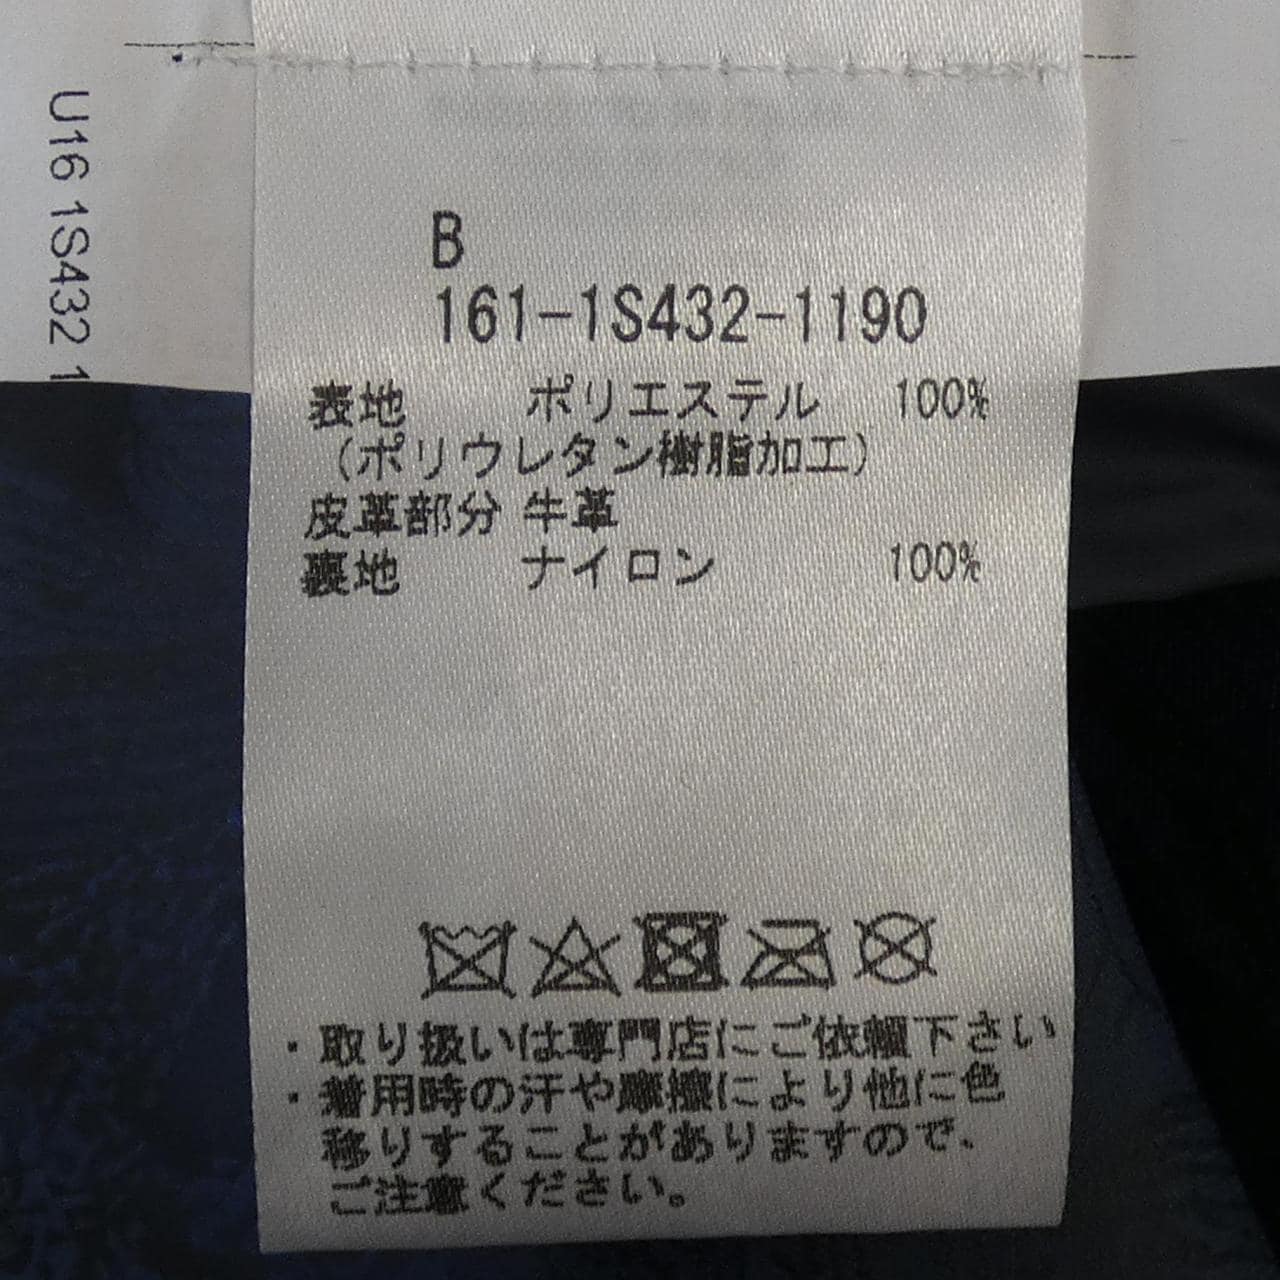 U16 1S432 1
B
161-1S432-1190
表地 ポリエステル 100%
(ポリウレタン樹脂加工)
皮革部分 牛革
裏地 ナイロン 100%
・取り扱いは専門店にご依頼下さい
・着用時の汗や摩擦により他に色
移りすることがありますので、
ご注意ください。